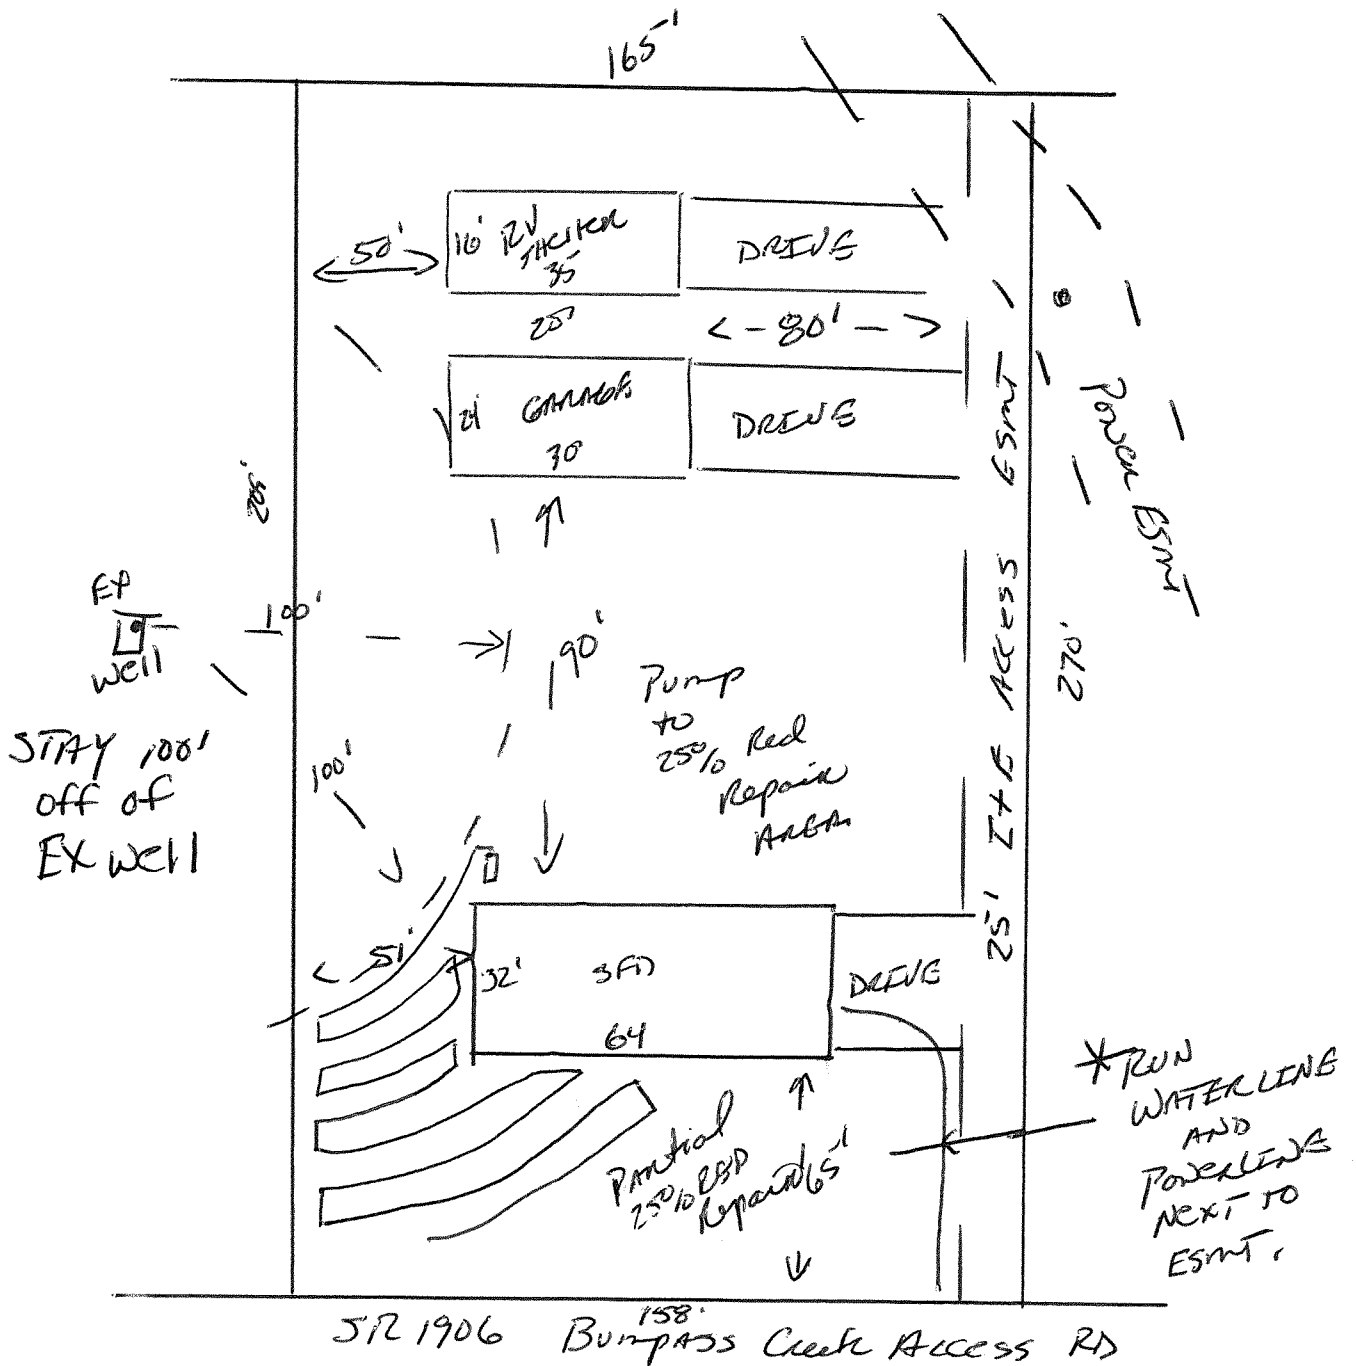 165'
50'
16' RV
SHELTER
35
DRIVE
20'
80'
24' GARAGE
30
DRIVE
POWER ESMT
25' I+E ACCESS ESMT
270'
EX
WELL
100'
STAY 100'
OFF OF
EX WELL
100'
90'
Pump
to
25% Red
Repair
AREA
51'
32' SFD
64
DRIVE
Partial
25% RED
Repair
65'
* RUN
WATERLINE
AND
POWERLINE
NEXT TO
ESMT.
158'
SR 1906 Bumpass Creek Access RD